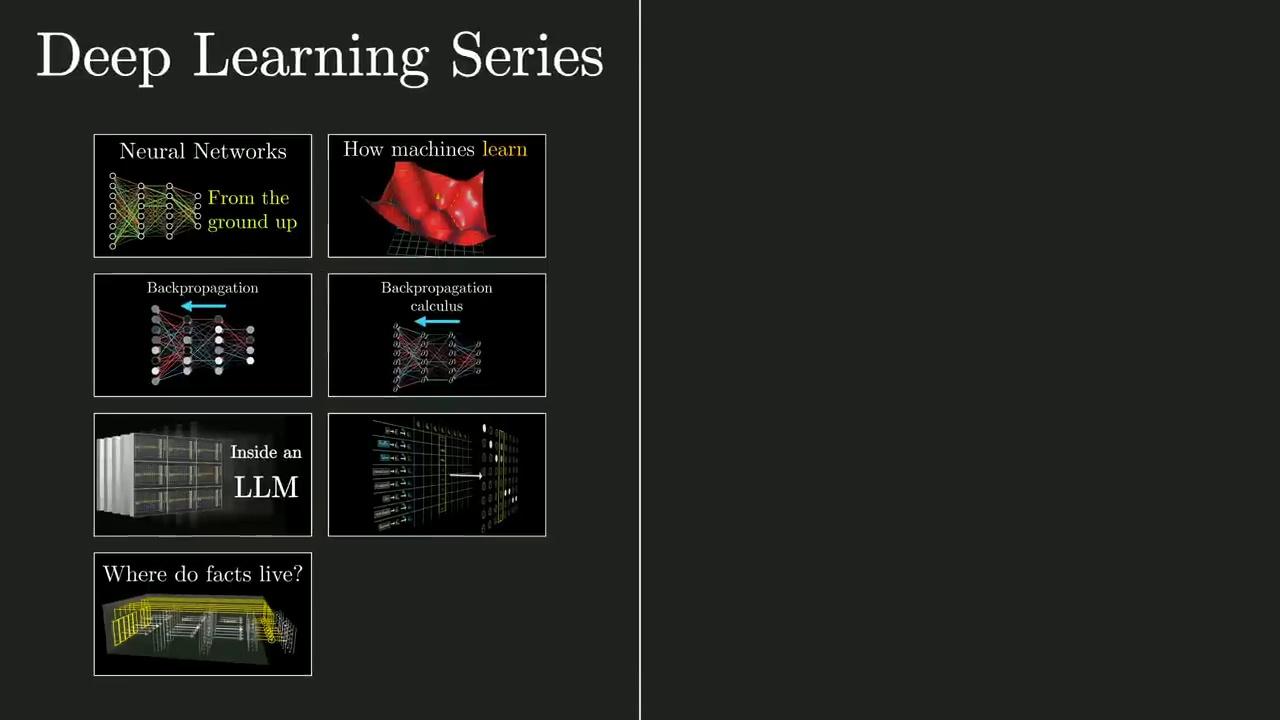 Deep Learning Series
Neural Networks
From the
ground up
How machines learn
Backpropagation
Backpropagation
calculus
Inside an
LLM
Where do facts live?